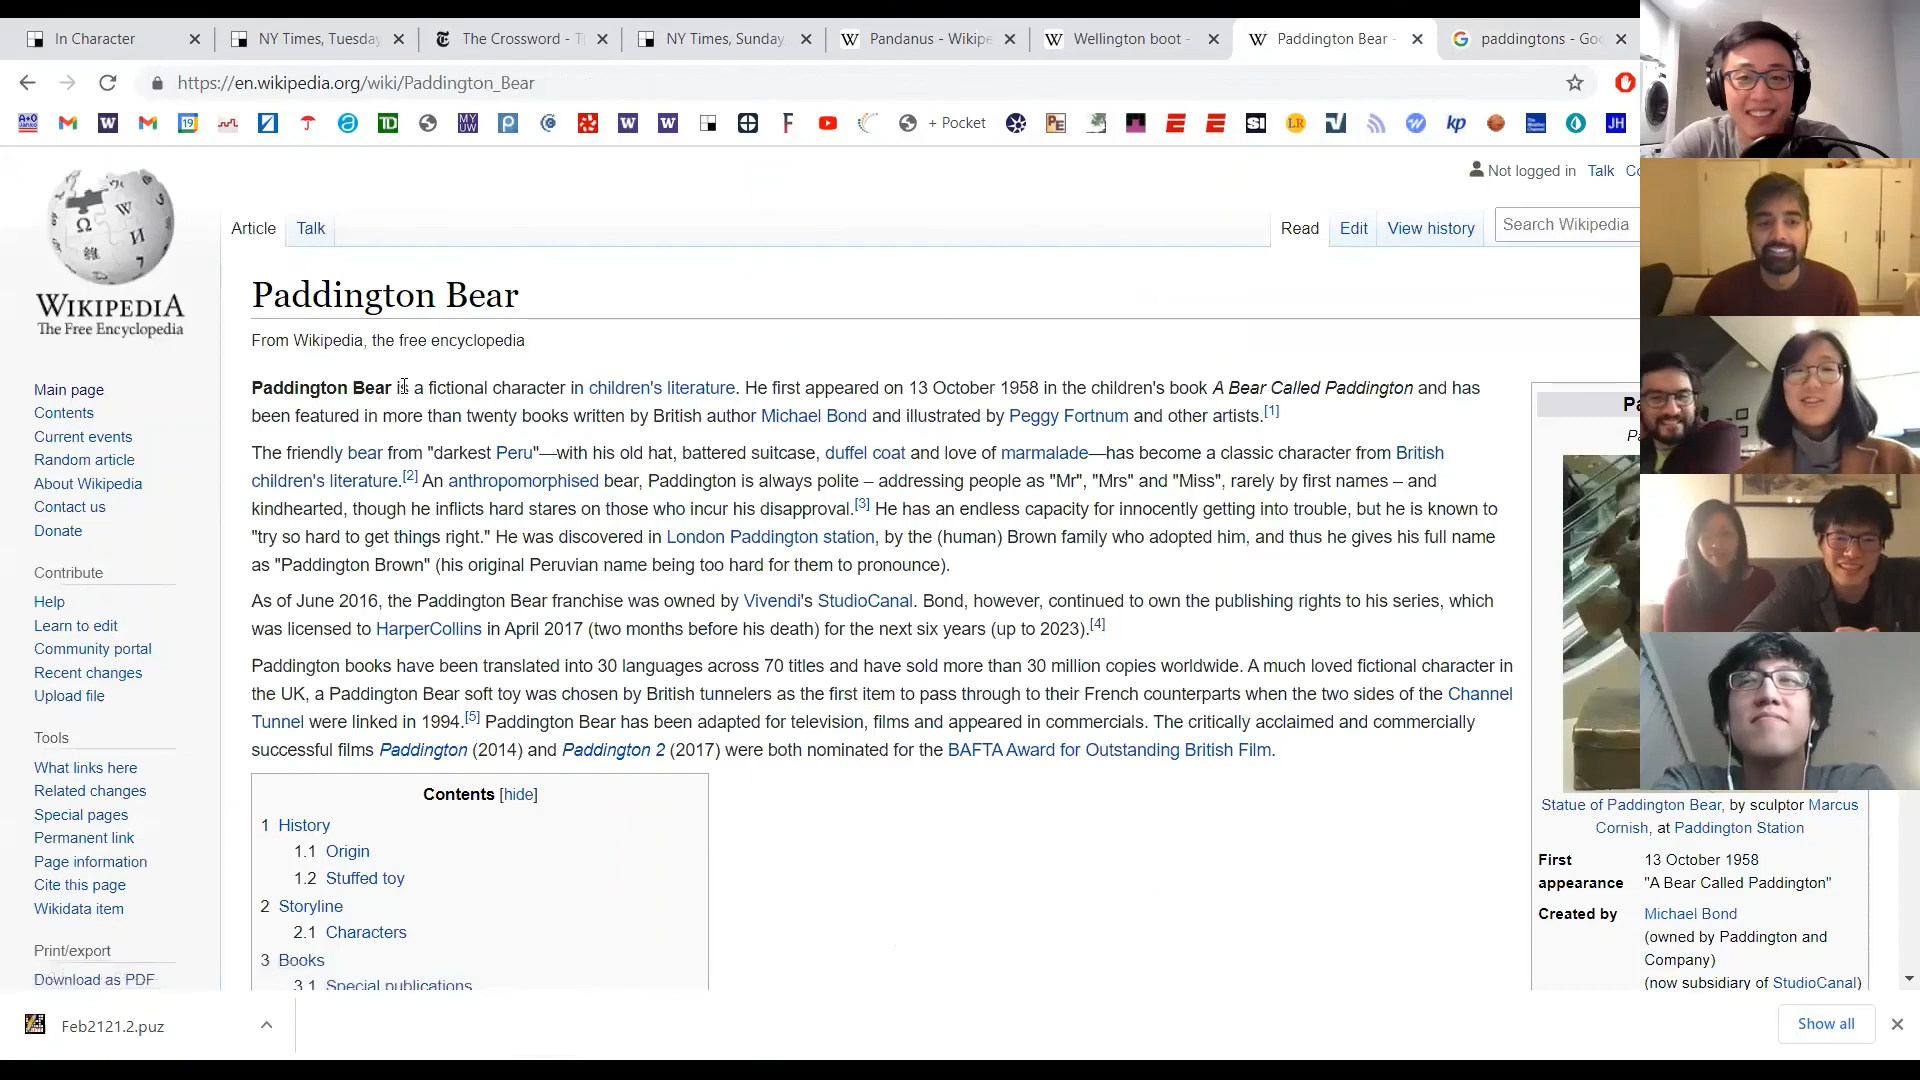 In Character
NY Times, Tuesday
The Crossword - T
NY Times, Sunday,
Pandanus - Wikipe
Wellington boot -
Paddington Bear -
paddingtons - Goo
https://en.wikipedia.org/wiki/Paddington_Bear
+ Pocket
Not logged in Talk
Article Talk
Read Edit View history
Search Wikipedia
WIKIPEDIA
The Free Encyclopedia
Paddington Bear
From Wikipedia, the free encyclopedia
Paddington Bear is a fictional character in children's literature. He first appeared on 13 October 1958 in the children's book A Bear Called Paddington and has
been featured in more than twenty books written by British author Michael Bond and illustrated by Peggy Fortnum and other artists.[1]
The friendly bear from "darkest Peru"—with his old hat, battered suitcase, duffel coat and love of marmalade—has become a classic character from British
children's literature.[2] An anthropomorphised bear, Paddington is always polite – addressing people as "Mr", "Mrs" and "Miss", rarely by first names – and
kindhearted, though he inflicts hard stares on those who incur his disapproval.[3] He has an endless capacity for innocently getting into trouble, but he is known to
"try so hard to get things right." He was discovered in London Paddington station, by the (human) Brown family who adopted him, and thus he gives his full name
as "Paddington Brown" (his original Peruvian name being too hard for them to pronounce).
As of June 2016, the Paddington Bear franchise was owned by Vivendi's StudioCanal. Bond, however, continued to own the publishing rights to his series, which
was licensed to HarperCollins in April 2017 (two months before his death) for the next six years (up to 2023).[4]
Paddington books have been translated into 30 languages across 70 titles and have sold more than 30 million copies worldwide. A much loved fictional character in
the UK, a Paddington Bear soft toy was chosen by British tunnelers as the first item to pass through to their French counterparts when the two sides of the Channel
Tunnel were linked in 1994.[5] Paddington Bear has been adapted for television, films and appeared in commercials. The critically acclaimed and commercially
successful films Paddington (2014) and Paddington 2 (2017) were both nominated for the BAFTA Award for Outstanding British Film.
Main page
Contents
Current events
Random article
About Wikipedia
Contact us
Donate
Contribute
Help
Learn to edit
Community portal
Recent changes
Upload file
Tools
What links here
Related changes
Special pages
Permanent link
Page information
Cite this page
Wikidata item
Print/export
Download as PDF
Contents [hide]
1 History
1.1 Origin
1.2 Stuffed toy
2 Storyline
2.1 Characters
3 Books
3.1 Special publications
Statue of Paddington Bear, by sculptor Marcus
Cornish, at Paddington Station
First appearance
13 October 1958
"A Bear Called Paddington"
Created by
Michael Bond
(owned by Paddington and
Company)
(now subsidiary of StudioCanal)
Feb2121.2.puz
Show all